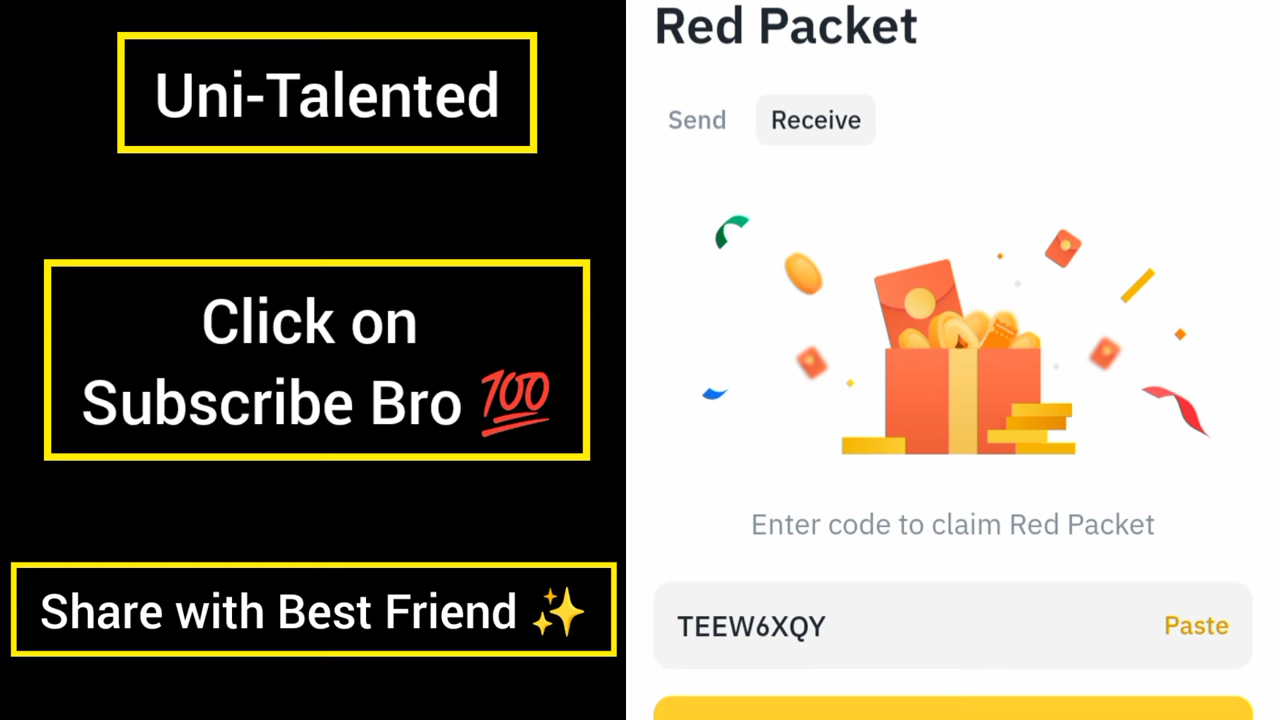 Uni-Talented
Click on
Subscribe Bro 💯
Share with Best Friend ✨
Red Packet
Send
Receive
Enter code to claim Red Packet
TEEW6XQY
Paste